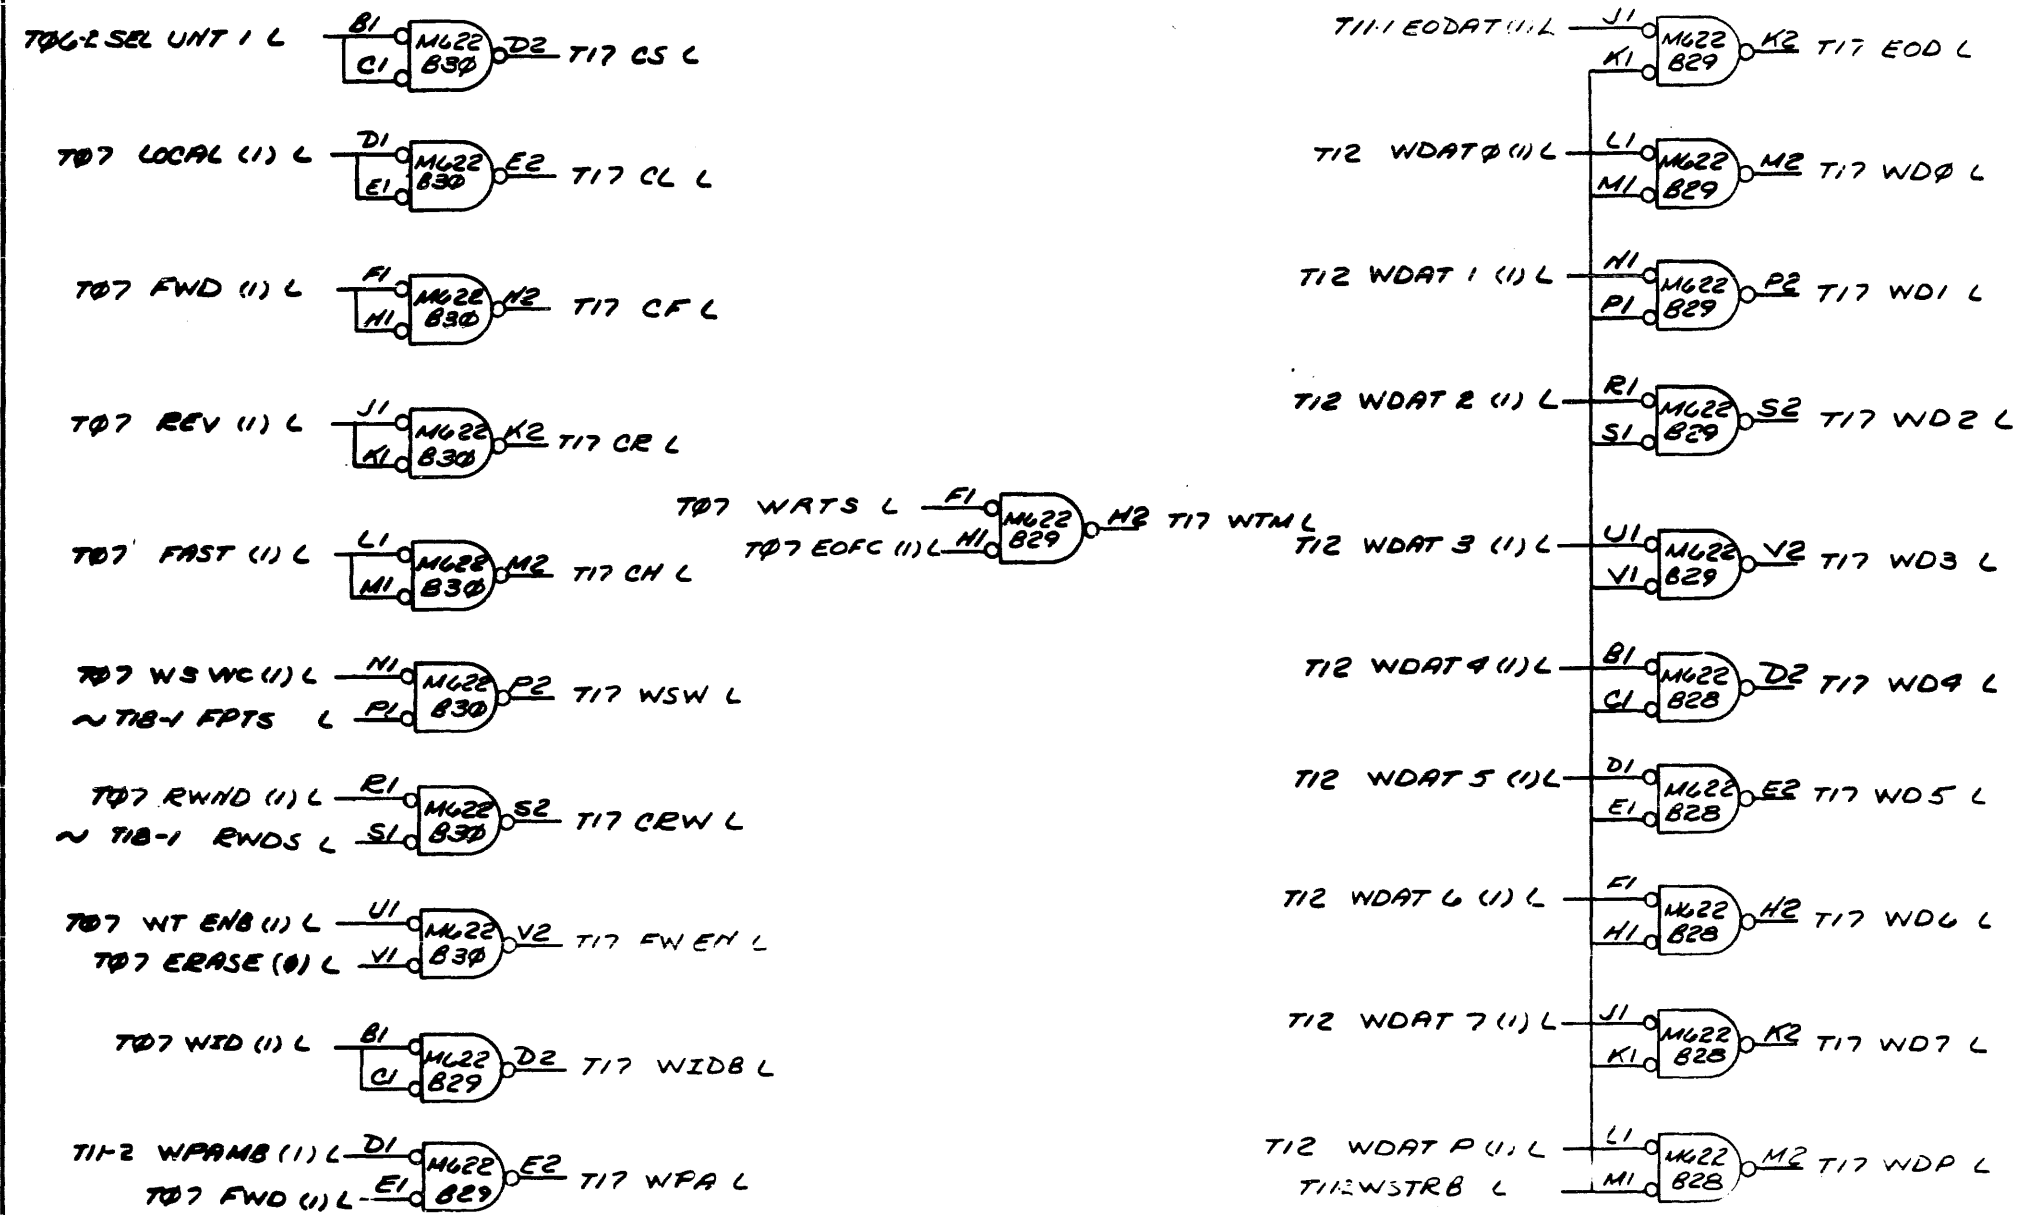 TØ6-2 SEL UNT 1 L B1 C1 M622 B3Ø D2 T17 CS L
TØ7 LOCAL (1) L D1 E1 M622 B3Ø E2 T17 CL L
TØ7 FWD (1) L F1 H1 M622 B3Ø H2 T17 CF L
TØ7 REV (1) L J1 K1 M622 B3Ø K2 T17 CR L
TØ7 FAST (1) L L1 M1 M622 B3Ø M2 T17 CH L
TØ7 WSWC (1) L N1 M622 B3Ø P2 T17 WSW L
~ T18-1 FPTS L P1
TØ7 RWND (1) L R1 M622 B3Ø S2 T17 CRW L
~ T18-1 RWDS L S1
TØ7 WT ENB (1) L U1 M622 B3Ø V2 T17 FWEN L
TØ7 ERASE (Ø) L V1
TØ7 WID (1) L B1 C1 M622 B29 D2 T17 WIDB L
T11-2 WPAMB (1) L D1 M622 B29 E2 T17 WPA L
TØ7 FWD (1) L E1
TØ7 WRTS L F1 M622 B29 H2 T17 WTM L
TØ7 EOFC (1) L H1
T11-1 EODAT (1) L J1 K1 M622 B29 K2 T17 EOD L
T12 WDAT Ø (1) L L1 M1 M622 B29 M2 T17 WDØ L
T12 WDAT 1 (1) L N1 P1 M622 B29 P2 T17 WD1 L
T12 WDAT 2 (1) L R1 S1 M622 B29 S2 T17 WD2 L
T12 WDAT 3 (1) L U1 V1 M622 B29 V2 T17 WD3 L
T12 WDAT 4 (1) L B1 C1 M622 B28 D2 T17 WD4 L
T12 WDAT 5 (1) L D1 E1 M622 B28 E2 T17 WD5 L
T12 WDAT 6 (1) L F1 H1 M622 B28 H2 T17 WD6 L
T12 WDAT 7 (1) L J1 K1 M622 B28 K2 T17 WD7 L
T12 WDAT P (1) L L1 M622 B28 M2 T17 WDP L
WSTRB L M1